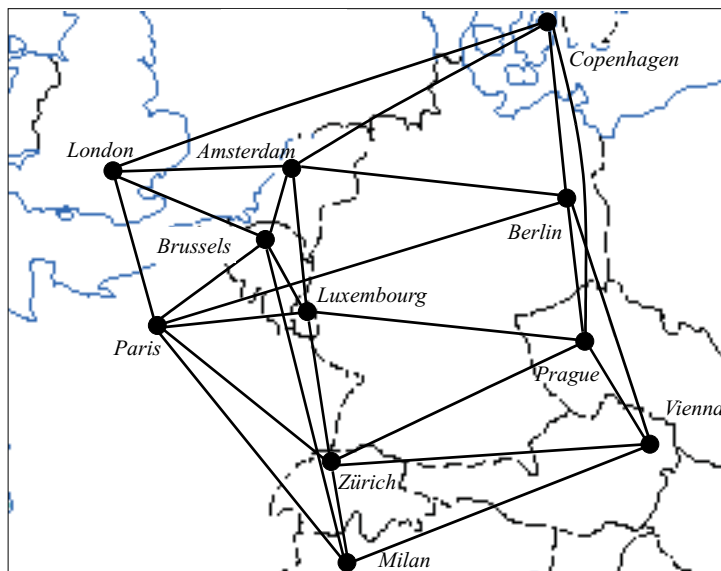 Copenhagen
London
Amsterdam
Berlin
Brussels
Luxembourg
Paris
Prague
Vienna
Zürich
Milan